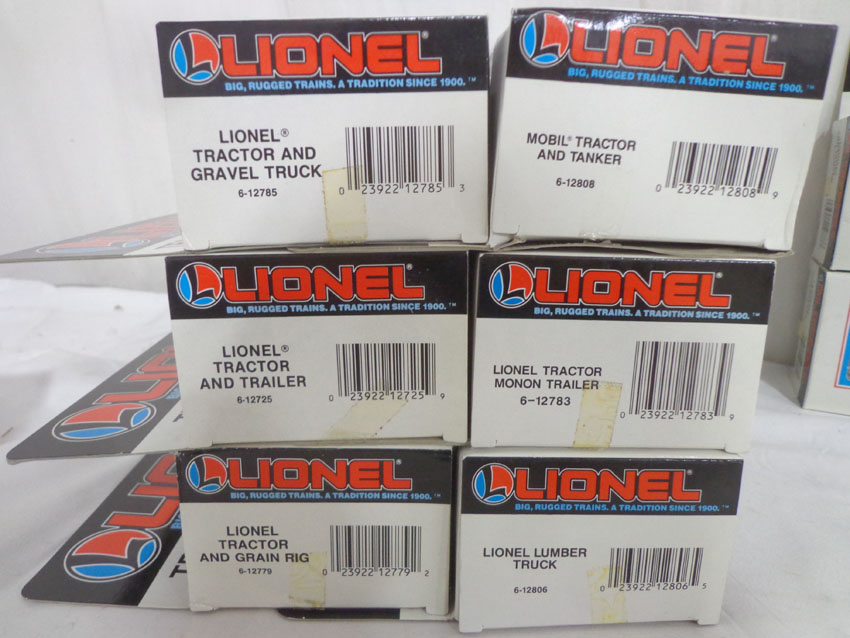 LIONEL®
BIG, RUGGED TRAINS. A TRADITION SINCE 1900.™
LIONEL®
TRACTOR AND
GRAVEL TRUCK
6-12785
0 23922 12785 3
LIONEL®
BIG, RUGGED TRAINS. A TRADITION SINCE 1900.™
MOBIL® TRACTOR
AND TANKER
6-12808
0 23922 12808 9
LIONEL®
BIG, RUGGED TRAINS. A TRADITION SINCE 1900.™
LIONEL®
TRACTOR
AND TRAILER
6-12725
0 23922 12725 9
LIONEL®
BIG, RUGGED TRAINS. A TRADITION SINCE 1900.™
LIONEL TRACTOR
MONON TRAILER
6-12783
0 23922 12783 9
LIONEL®
BIG, RUGGED TRAINS. A TRADITION SINCE 1900.™
LIONEL
TRACTOR
AND GRAIN RIG
6-12779
0 23922 12779 2
LIONEL®
BIG, RUGGED TRAINS. A TRADITION SINCE 1900.™
LIONEL LUMBER
TRUCK
6-12806
0 23922 12806 5